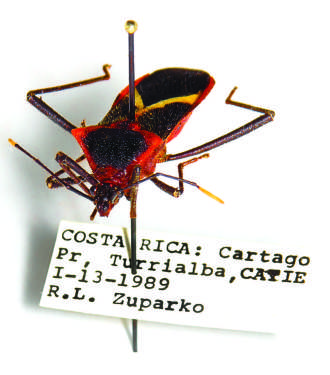 COSTA RICA: Cartago
Pr, Turrialba, CATIE
I-13-1989
R.L. Zuparko